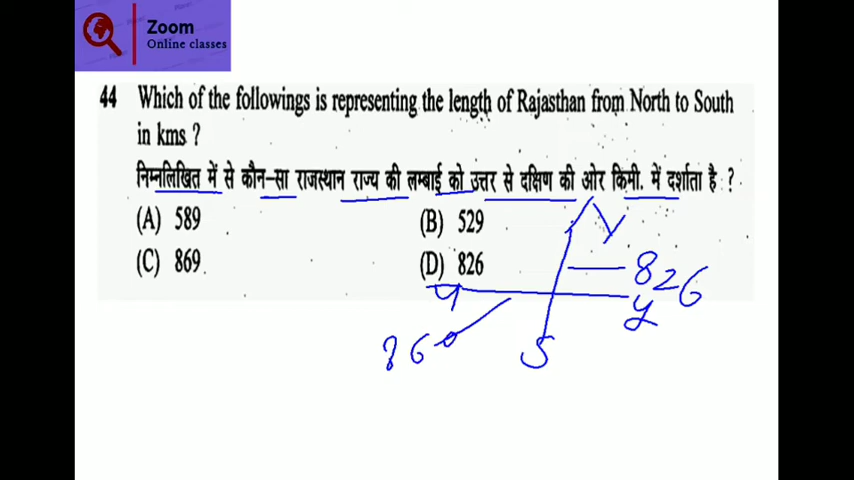 Zoom
Online classes
44 Which of the followings is representing the length of Rajasthan from North to South
in kms ?
निम्नलिखित में से कौन-सा राजस्थान राज्य की लम्बाई को उत्तर से दक्षिण की ओर किमी. में दर्शाता है ?
(A) 589
(B) 529
(C) 869
(D) 826
N
826
प
पू
869
S